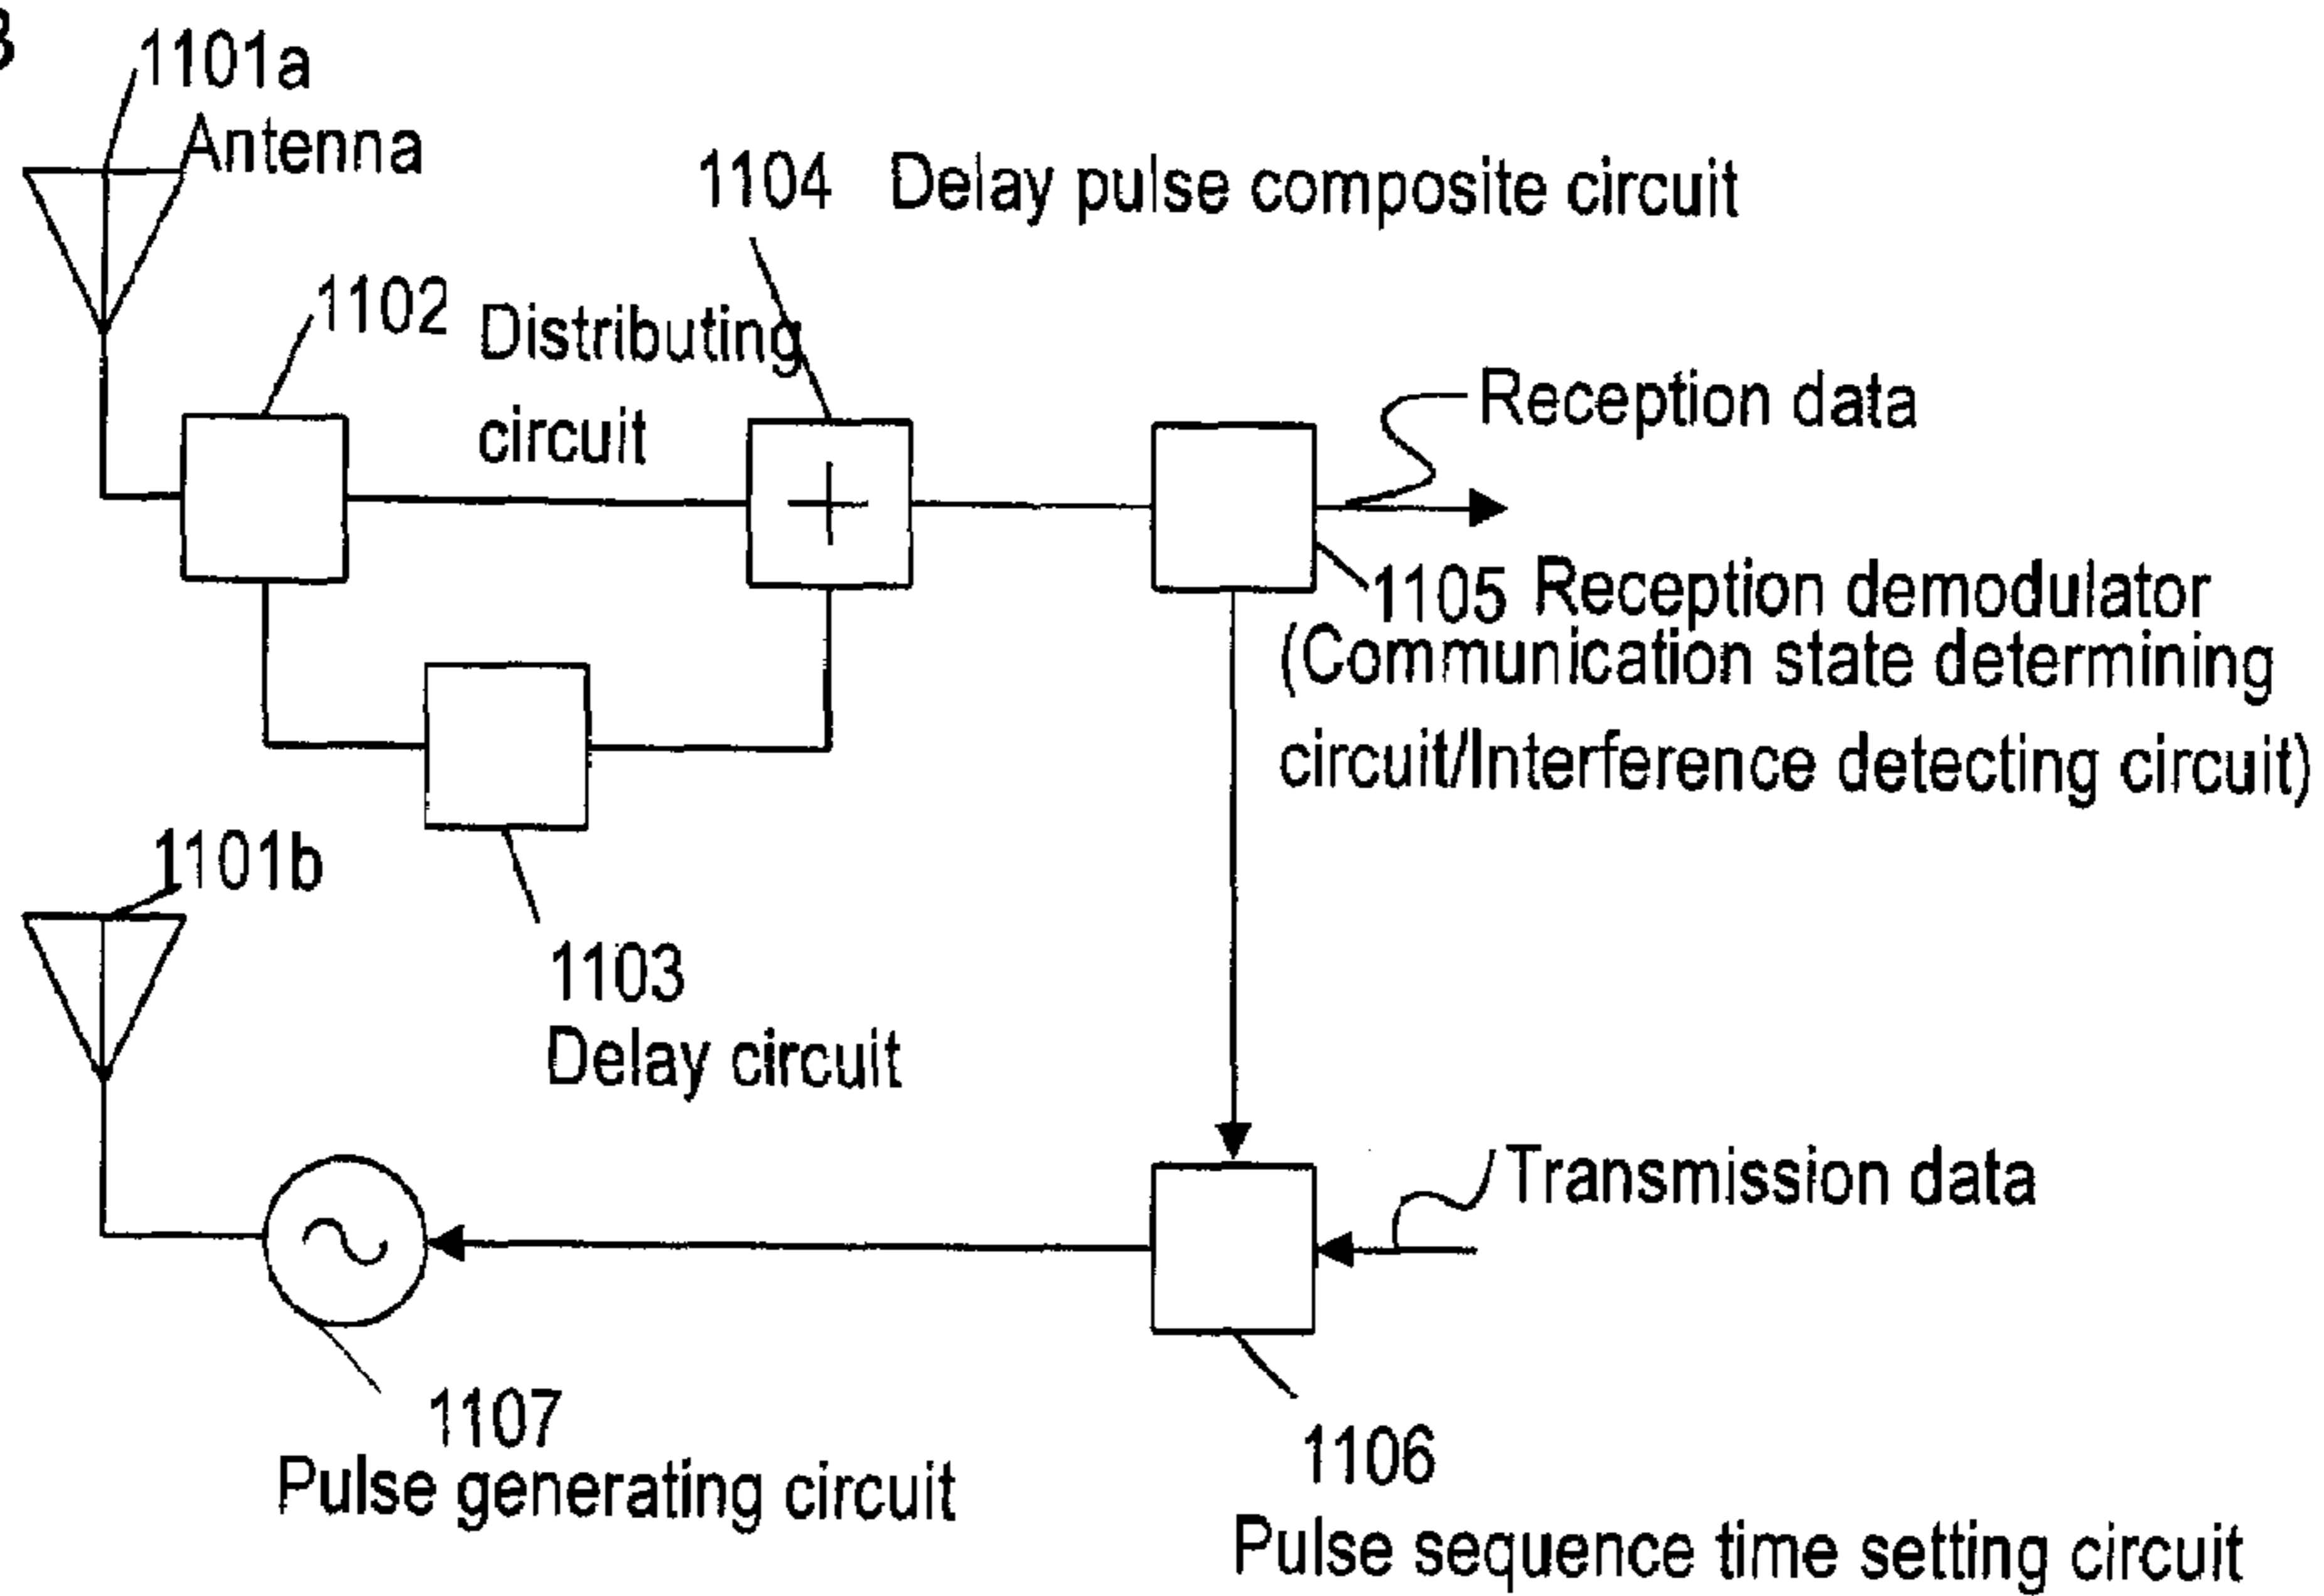 1101a
Antenna
1104 Delay pulse composite circuit
1102 Distributing
circuit
Reception data
1105 Reception demodulator
(Communication state determining
circuit/Interference detecting circuit)
1101b
1103
Delay circuit
Transmission data
1107
Pulse generating circuit
1106
Pulse sequence time setting circuit